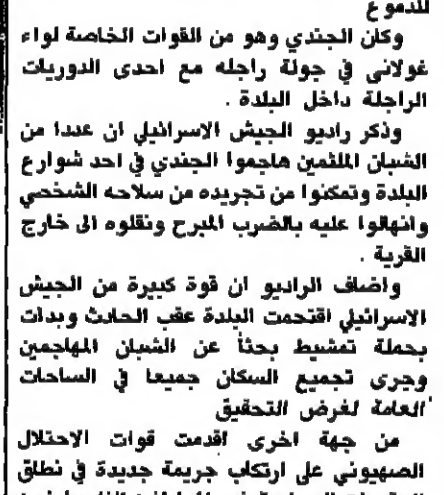 للدموع
وكان الجندي وهو من القوات الخاصة لواء
غولاني في جولة راجله مع احدى الدوريات
الراجلة داخل البلدة .
وذكر راديو الجيش الاسرائيلي ان عددا من
الشبان الملثمين هاجموا الجندي في احد شوارع
البلدة وتمكنوا من تجريده من سلاحه الشخصي
وانهالوا عليه بالضرب المبرح ونقلوه الى خارج
القرية .
واضاف الراديو ان قوة كبيرة من الجيش
الاسرائيلي اقتحمت البلدة عقب الحادث وبدات
بحملة تمشيط بحثاً عن الشبان المهاجمين
وجرى تجميع السكان جميعا في الساحات
العامة لغرض التحقيق
من جهة اخرى اقدمت قوات الاحتلال
الصهيوني على ارتكاب جريمة جديدة في نطاق